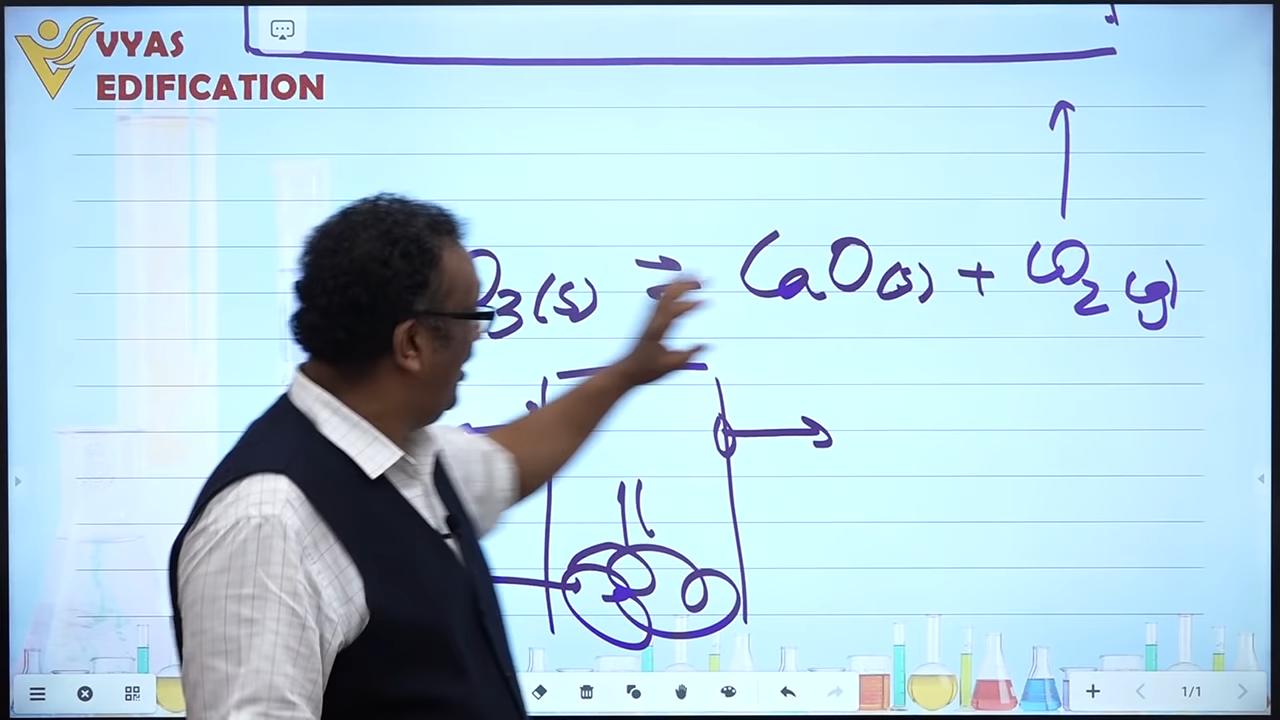 VYAS
EDIFICATION
O3(s) ⇌ CaO(s) + CO2(g)
1/1